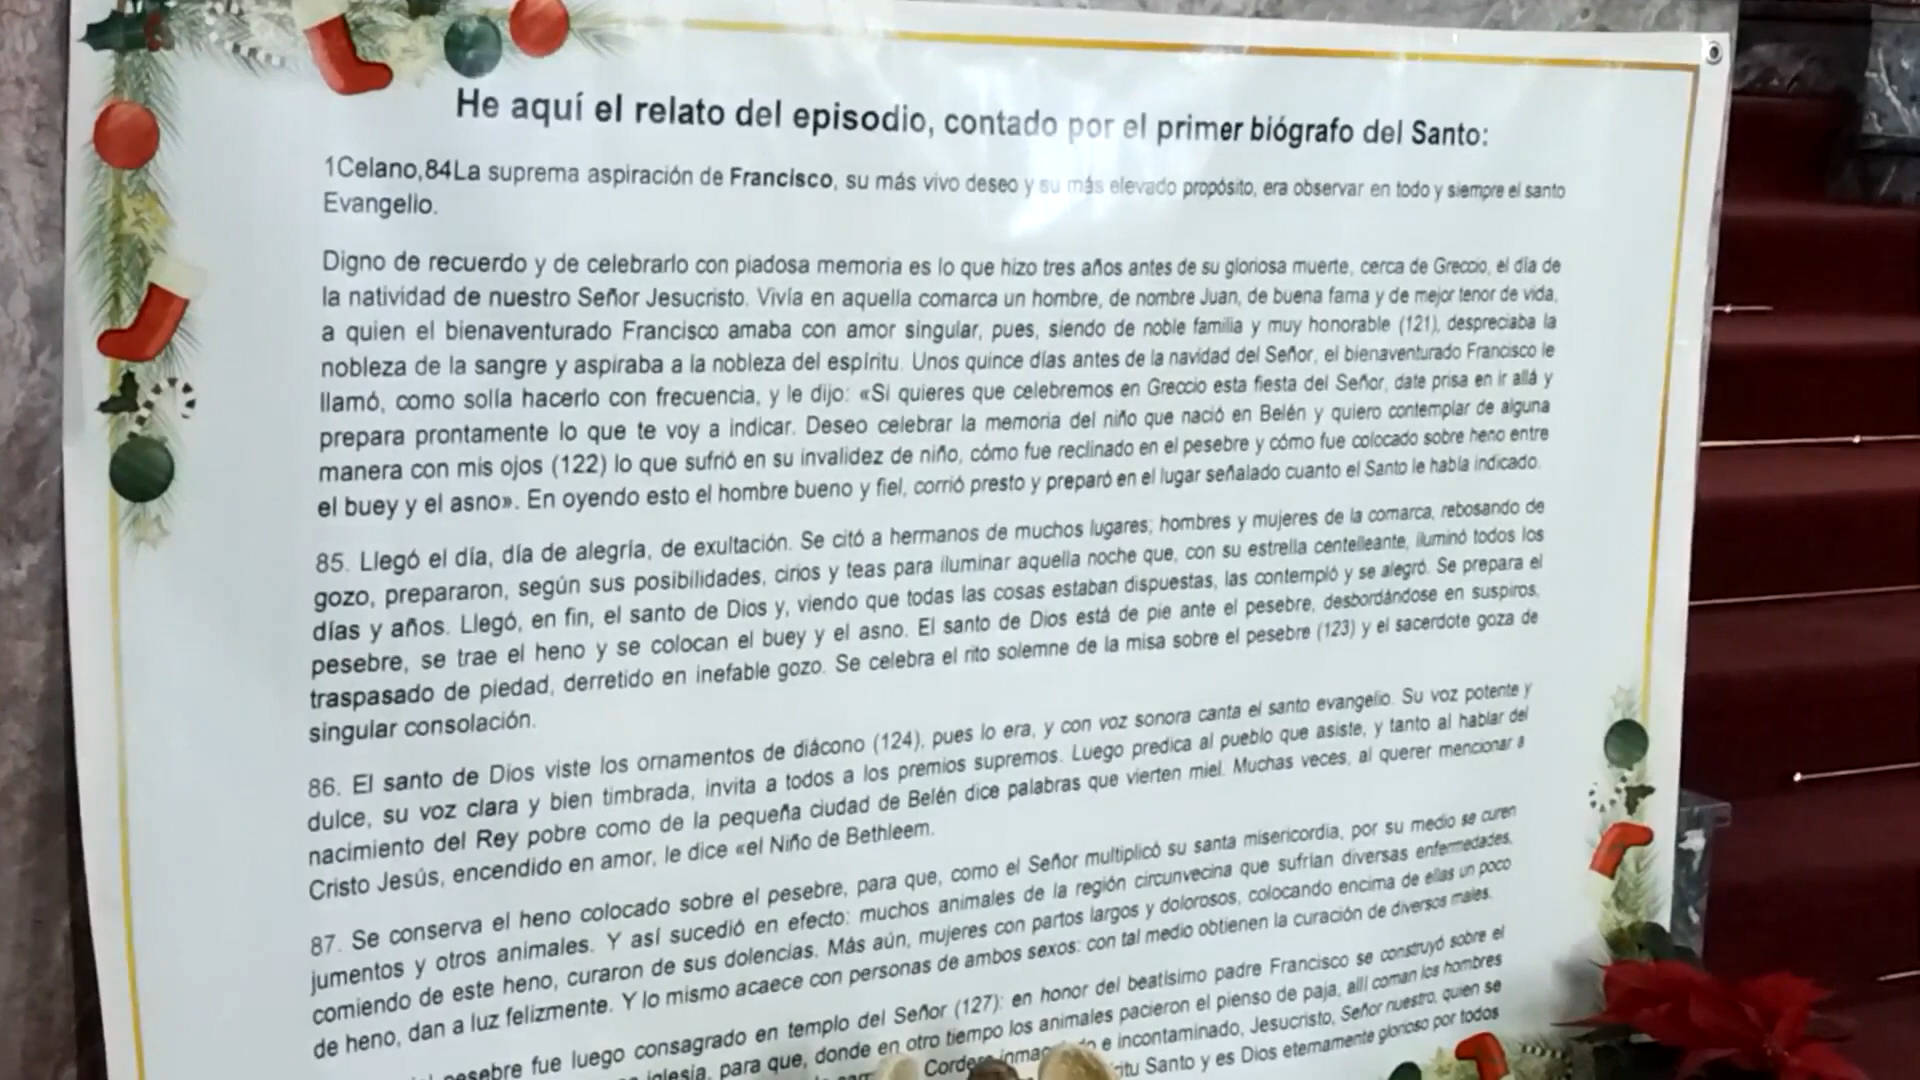 He aquí el relato del episodio, contado por el primer biógrafo del Santo:
1Celano,84La suprema aspiración de Francisco, su más vivo deseo y su más elevado propósito, era observar en todo y siempre el santo
Evangelio.
Digno de recuerdo y de celebrarlo con piadosa memoria es lo que hizo tres años antes de su gloriosa muerte, cerca de Greccio, el día de
la natividad de nuestro Señor Jesucristo. Vivía en aquella comarca un hombre, de nombre Juan, de buena fama y de mejor tenor de vida,
a quien el bienaventurado Francisco amaba con amor singular, pues, siendo de noble familia y muy honorable (121), despreciaba la
nobleza de la sangre y aspiraba a la nobleza del espíritu. Unos quince días antes de la navidad del Señor, el bienaventurado Francisco le
llamó, como solía hacerlo con frecuencia, y le dijo: «Si quieres que celebremos en Greccio esta fiesta del Señor, date prisa en ir allá y
prepara prontamente lo que te voy a indicar. Deseo celebrar la memoria del niño que nació en Belén y quiero contemplar de alguna
manera con mis ojos (122) lo que sufrió en su invalidez de niño, cómo fue reclinado en el pesebre y cómo fue colocado sobre heno entre
el buey y el asno». En oyendo esto el hombre bueno y fiel, corrió presto y preparó en el lugar señalado cuanto el Santo le había indicado.
85. Llegó el día, día de alegría, de exultación. Se citó a hermanos de muchos lugares; hombres y mujeres de la comarca, rebosando de
gozo, prepararon, según sus posibilidades, cirios y teas para iluminar aquella noche que, con su estrella centelleante, iluminó todos los
días y años. Llegó, en fin, el santo de Dios y, viendo que todas las cosas estaban dispuestas, las contempló y se alegró. Se prepara el
pesebre, se trae el heno y se colocan el buey y el asno. El santo de Dios está de pie ante el pesebre, desbordándose en suspiros,
traspasado de piedad, derretido en inefable gozo. Se celebra el rito solemne de la misa sobre el pesebre (123) y el sacerdote goza de
singular consolación.
86. El santo de Dios viste los ornamentos de diácono (124), pues lo era, y con voz sonora canta el santo evangelio. Su voz potente y
dulce, su voz clara y bien timbrada, invita a todos a los premios supremos. Luego predica al pueblo que asiste, y tanto al hablar del
nacimiento del Rey pobre como de la pequeña ciudad de Belén dice palabras que vierten miel. Muchas veces, al querer mencionar a
Cristo Jesús, encendido en amor, le dice «el Niño de Bethleem.
87. Se conserva el heno colocado sobre el pesebre, para que, como el Señor multiplicó su santa misericordia, por su medio se curen
jumentos y otros animales. Y así sucedió en efecto: muchos animales de la región circunvecina que sufrían diversas enfermedades,
comiendo de este heno, curaron de sus dolencias. Más aún, mujeres con partos largos y dolorosos, colocando encima de ellas un poco
de heno, dan a luz felizmente. Y lo mismo acaece con personas de ambos sexos: con tal medio obtienen la curación de diversos males.
pesebre fue luego consagrado en templo del Señor (127): en honor del beatísimo padre Francisco se construyó sobre el
iglesia, para que, donde en otro tiempo los animales pacieron el pienso de paja, allí coman los hombres
e incontaminado, Jesucristo, Señor nuestro, quien se
Santo y es Dios eternamente glorioso por todos